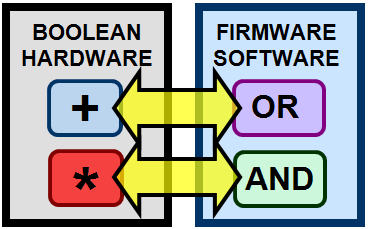 BOOLEAN
HARDWARE
+
*
FIRMWARE
SOFTWARE
OR
AND